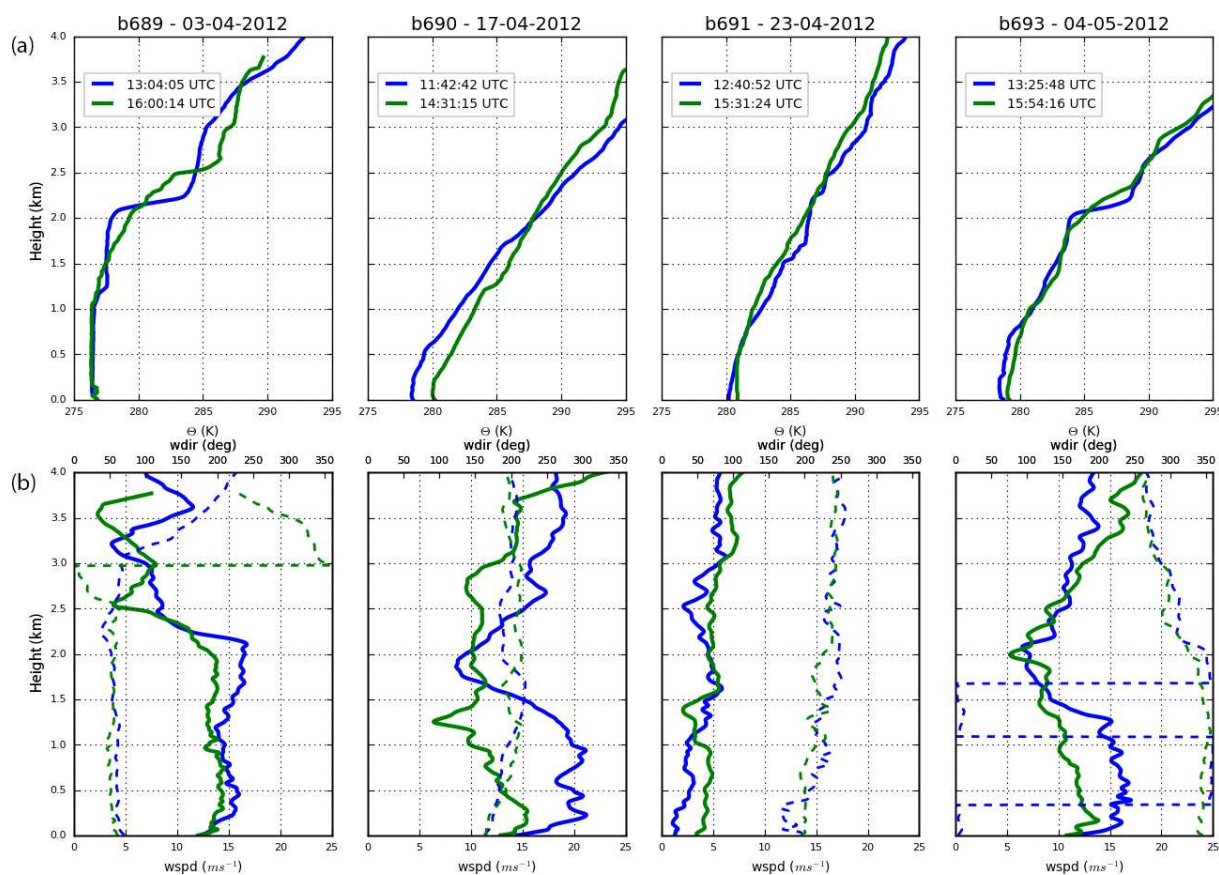 b689 - 03-04-2012 b690 - 17-04-2012 b691 - 23-04-2012 b693 - 04-05-2012
(a)
4.0
3.5
3.0
2.5
2.0
1.5
1.0
0.5
0.0
Height (km)
13:04:05 UTC
16:00:14 UTC
11:42:42 UTC
14:31:15 UTC
12:40:52 UTC
15:31:24 UTC
13:25:48 UTC
15:54:16 UTC
275 280 285 290 295 275 280 285 290 295 275 280 285 290 295 275 280 285 290 295
Θ (K) Θ (K) Θ (K) Θ (K)
wdir (deg) wdir (deg) wdir (deg) wdir (deg)
0 50 100 150 200 250 300 350 0 50 100 150 200 250 300 350 0 50 100 150 200 250 300 350 0 50 100 150 200 250 300 350
(b)
4.0
3.5
3.0
2.5
2.0
1.5
1.0
0.5
0.0
Height (km)
0 5 10 15 20 25 0 5 10 15 20 25 0 5 10 15 20 25 0 5 10 15 20 25
wspd (ms⁻¹) wspd (ms⁻¹) wspd (ms⁻¹) wspd (ms⁻¹)